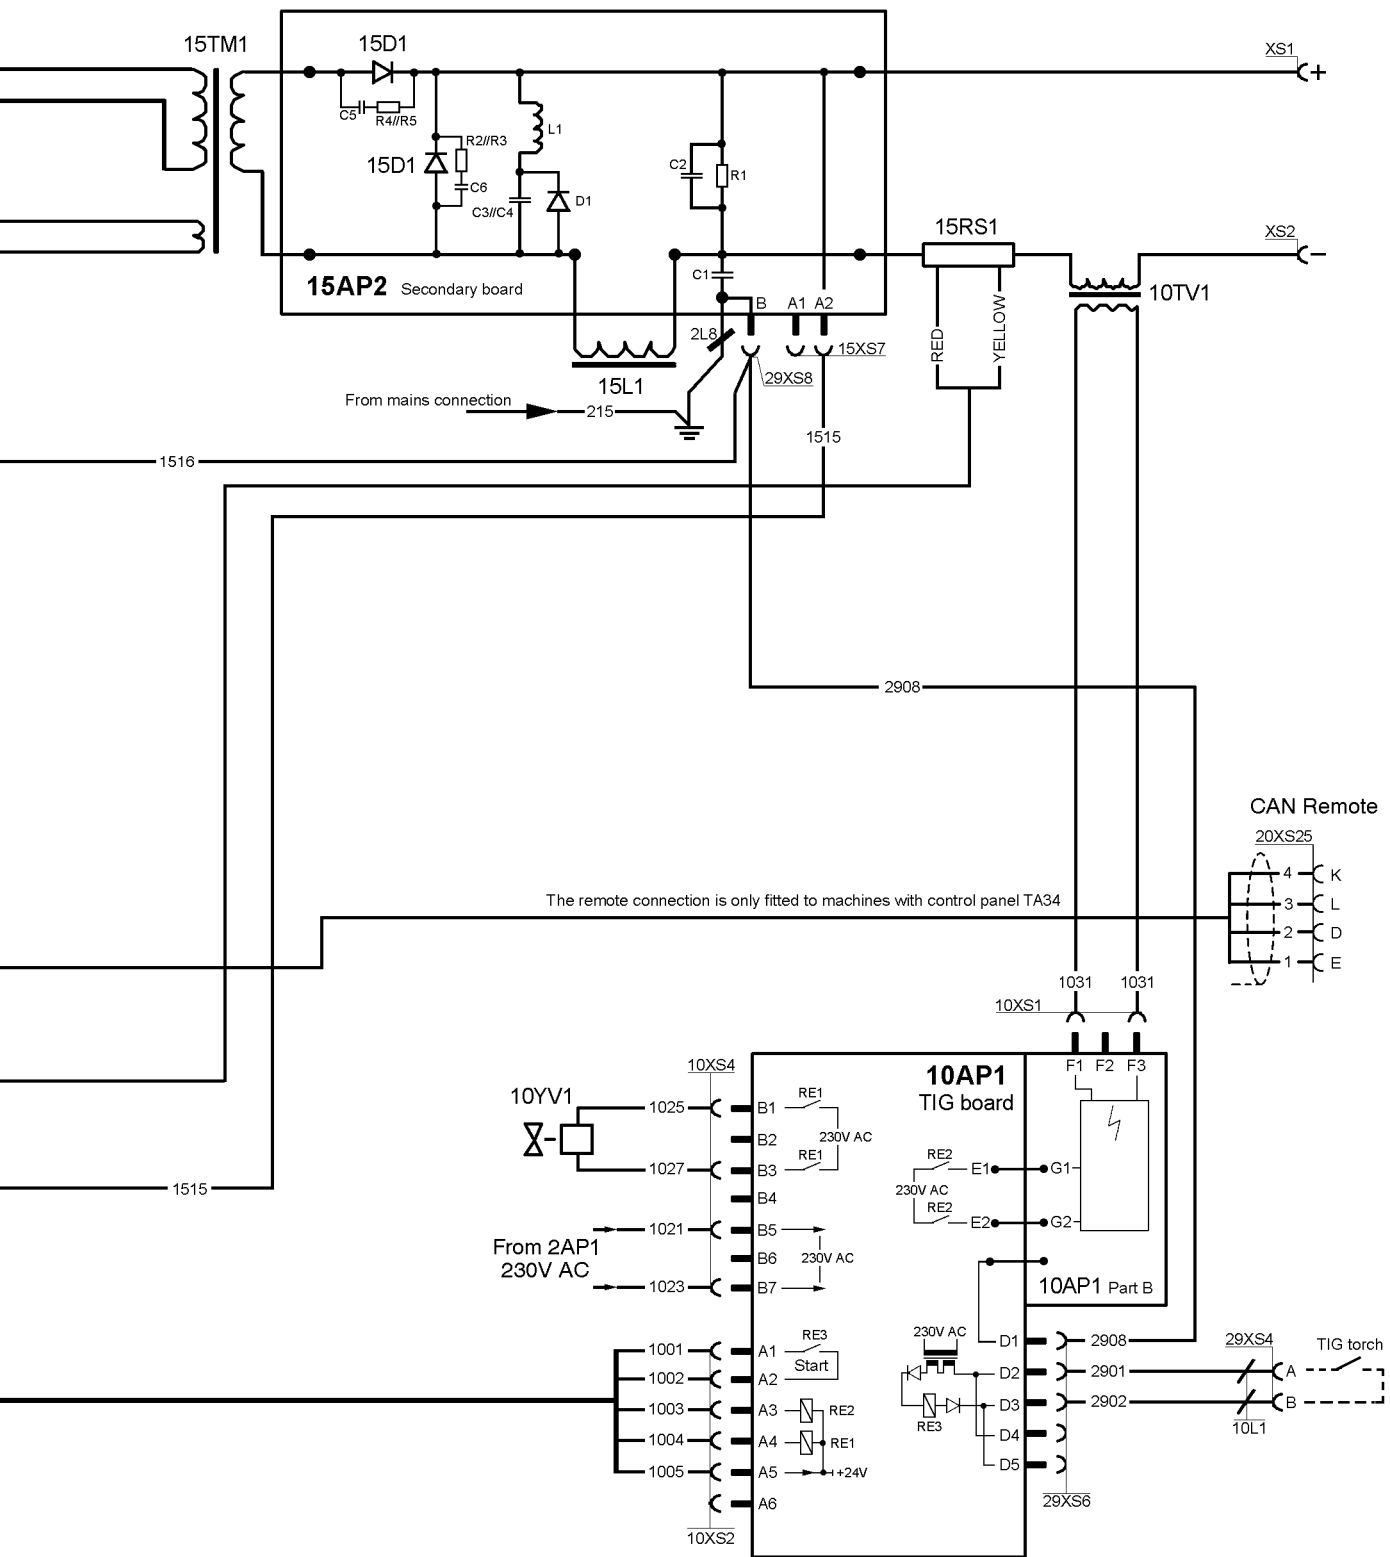 15TM1
15D1
XS1
+
C5
R4//R5
R2//R3
L1
15D1
C6
C3//C4
D1
C2
R1
15RS1
XS2
−
C1
15AP2 Secondary board
B A1 A2
10TV1
RED
YELLOW
2L8
15XS7
29XS8
15L1
From mains connection
215
1515
1516
2908
CAN Remote
20XS25
4 K
3 L
2 D
1 E
The remote connection is only fitted to machines with control panel TA34
1031 1031
10XS1
F1 F2 F3
10XS4
10AP1
TIG board
10YV1
1025 B1 RE1
B2 230V AC
1027 B3 RE1
B4
RE2 E1 G1
230V AC
RE2 E2 G2
1515
From 2AP1
230V AC
1021 B5
B6 230V AC
1023 B7
10AP1 Part B
1001 A1 RE3
Start
1002 A2
1003 A3 RE2
1004 A4 RE1
1005 A5 +24V
A6
10XS2
230V AC
RE3
D1 2908
D2 2901
D3 2902
D4
D5
29XS6
29XS4
TIG torch
A
B
10L1